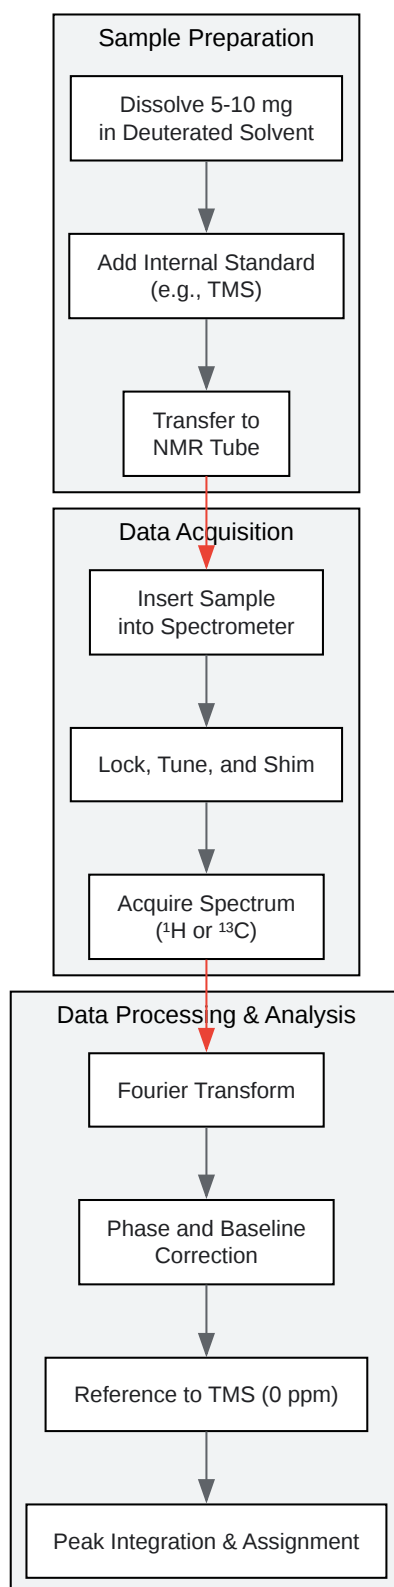 Sample Preparation
Dissolve 5-10 mg
in Deuterated Solvent
Add Internal Standard
(e.g., TMS)
Transfer to
NMR Tube
Data Acquisition
Insert Sample
into Spectrometer
Lock, Tune, and Shim
Acquire Spectrum
(¹H or ¹³C)
Data Processing & Analysis
Fourier Transform
Phase and Baseline
Correction
Reference to TMS (0 ppm)
Peak Integration & Assignment